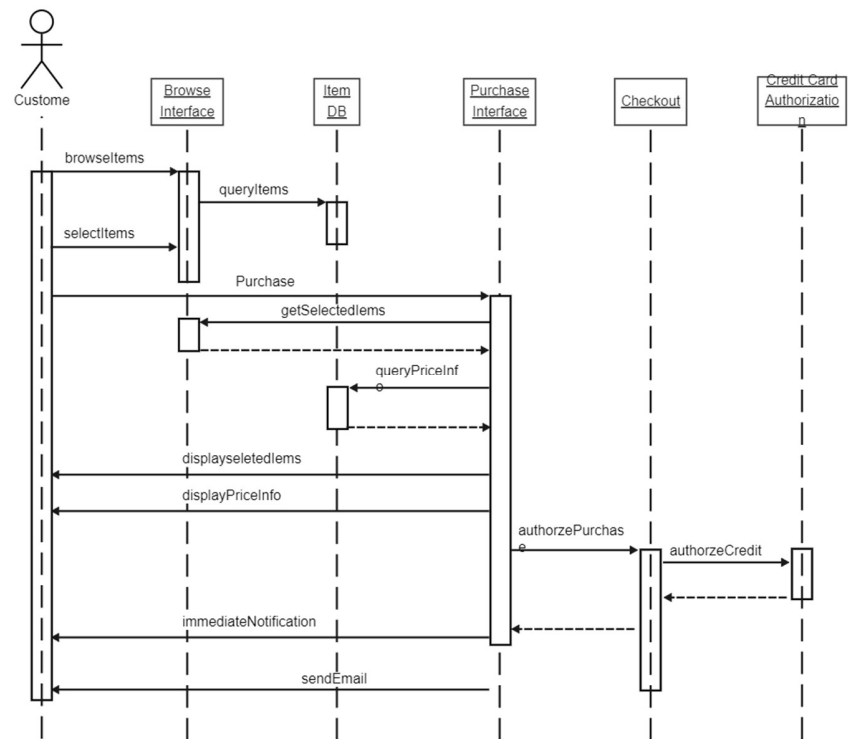 Custome
Browse
Interface
Item
DB
Purchase
Interface
Checkout
Credit Card
Authorizatio
n
browseItems
queryItems
selectItems
Purchase
getSelectedIems
queryPriceInf
o
displayseletedIems
displayPriceInfo
authorzePurchas
e
authorzeCredit
immediateNotification
sendEmail